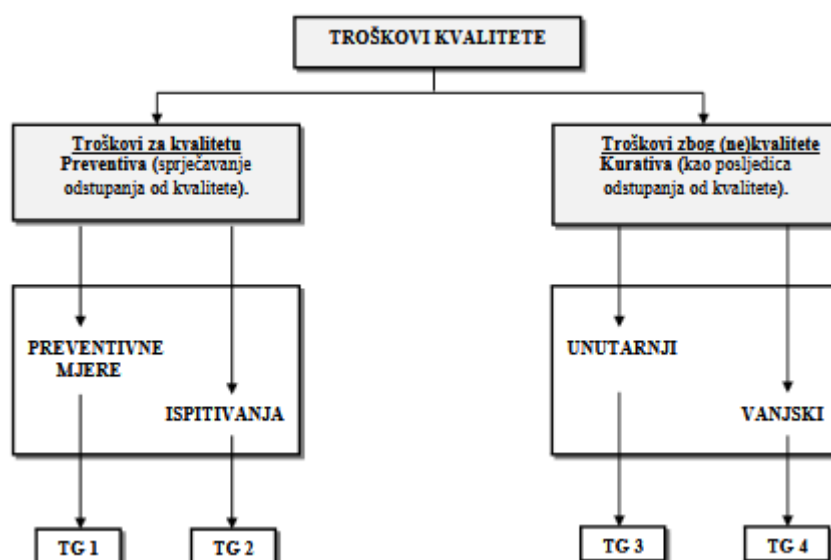 TROŠKOVI KVALITETE
Troškovi za kvalitetu
Preventiva (sprječavanje
odstupanja od kvalitete).
Troškovi zbog (ne)kvalitete
Kurativa (kao posljedica
odstupanja od kvalitete).
PREVENTIVNE
MJERE
ISPITIVANJA
UNUTARNJI
VANJSKI
TG 1
TG 2
TG 3
TG 4